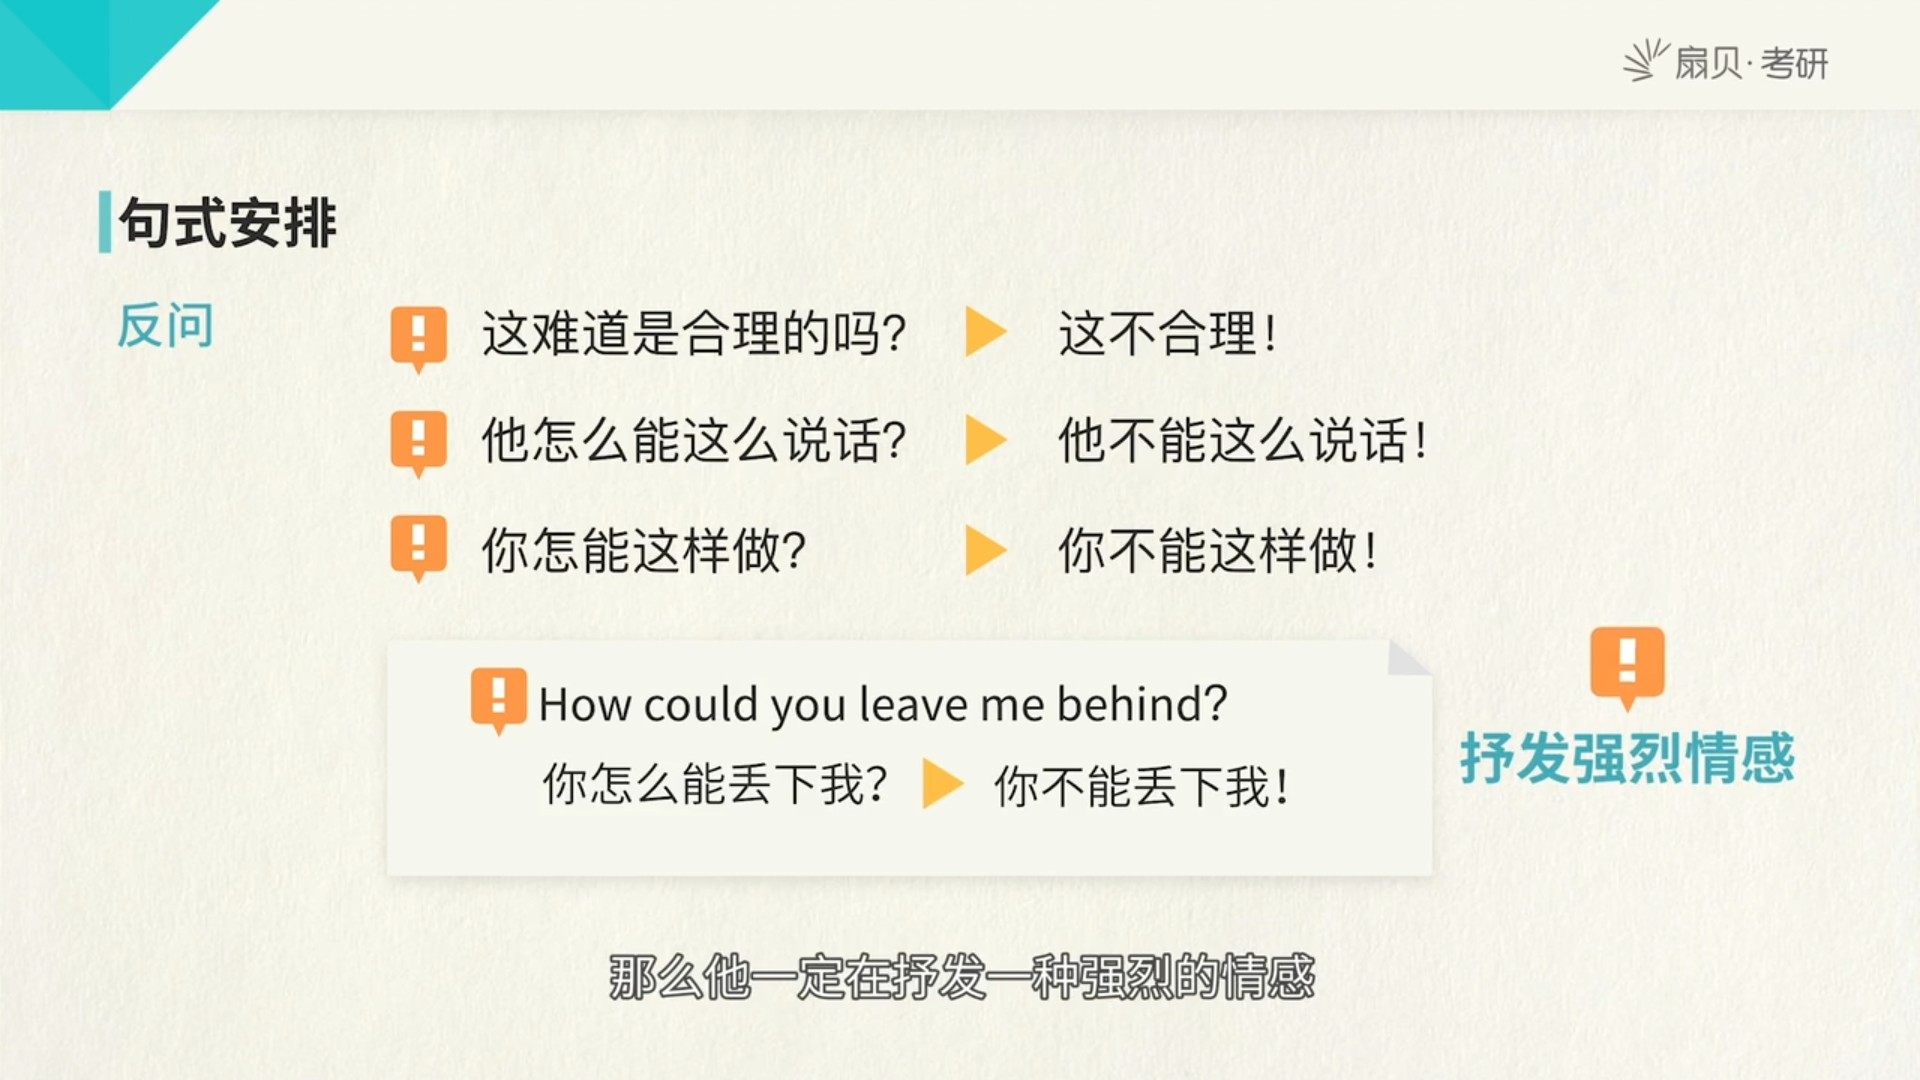 扇贝·考研
句式安排
反问
这难道是合理的吗? 这不合理!
他怎么能这么说话? 他不能这么说话!
你怎能这样做? 你不能这样做!
How could you leave me behind?
你怎么能丢下我? 你不能丢下我!
抒发强烈情感
那么他一定在抒发一种强烈的情感